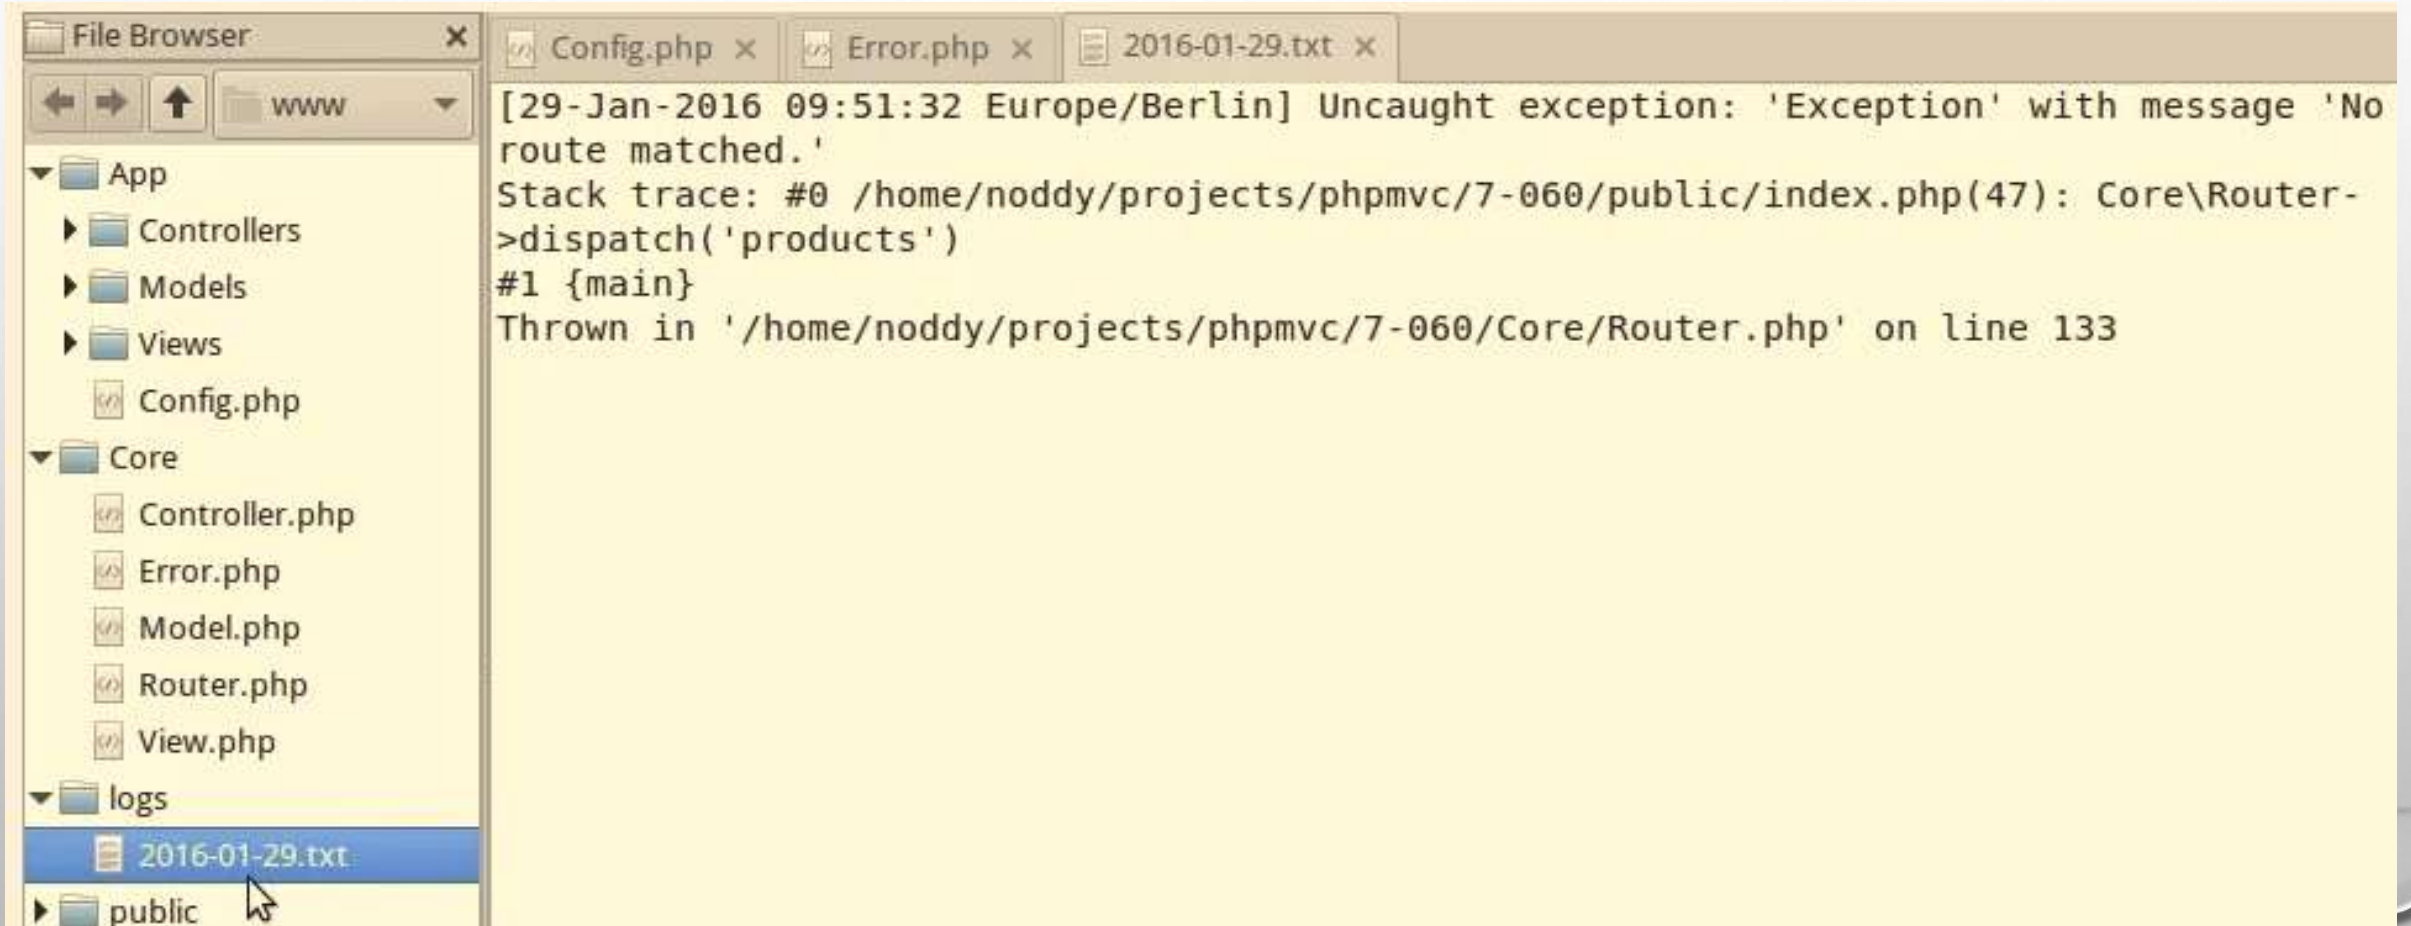 File Browser
www
App
Controllers
Models
Views
Config.php
Core
Controller.php
Error.php
Model.php
Router.php
View.php
logs
2016-01-29.txt
public
Config.php
Error.php
2016-01-29.txt
[29-Jan-2016 09:51:32 Europe/Berlin] Uncaught exception: 'Exception' with message 'No
route matched.'
Stack trace: #0 /home/noddy/projects/phpmvc/7-060/public/index.php(47): Core\Router-
>dispatch('products')
#1 {main}
Thrown in '/home/noddy/projects/phpmvc/7-060/Core/Router.php' on line 133